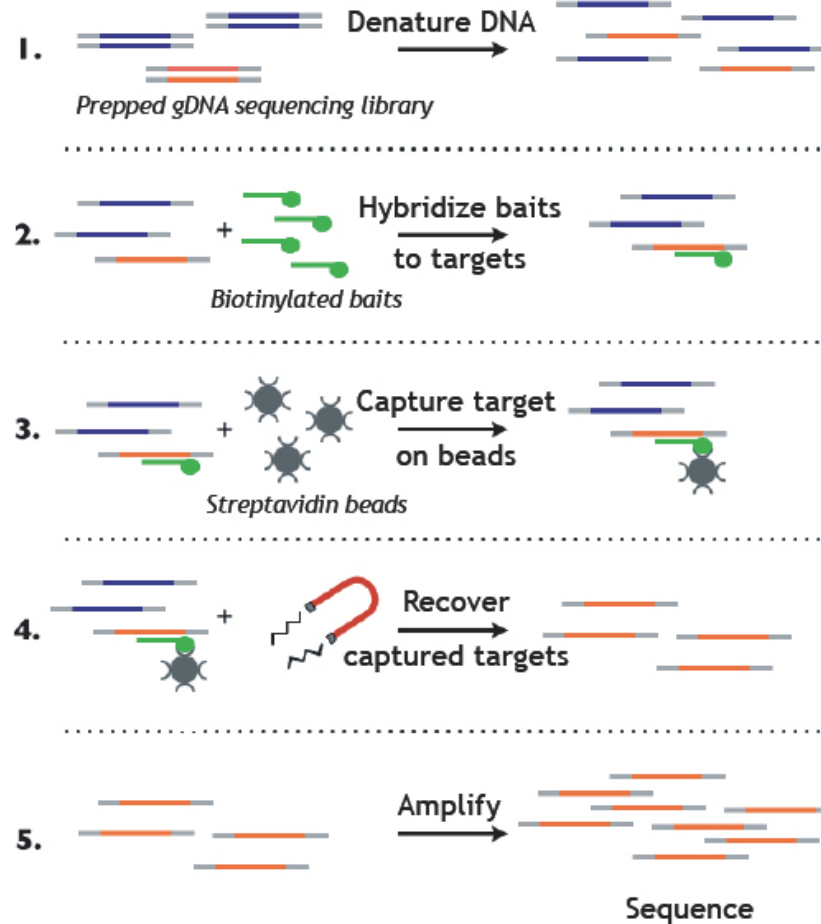 1.
Denature DNA
Prepped gDNA sequencing library
2.
+
Hybridize baits
to targets
Biotinylated baits
3.
+
Capture target
on beads
Streptavidin beads
4.
+
Recover
captured targets
5.
Amplify
Sequence